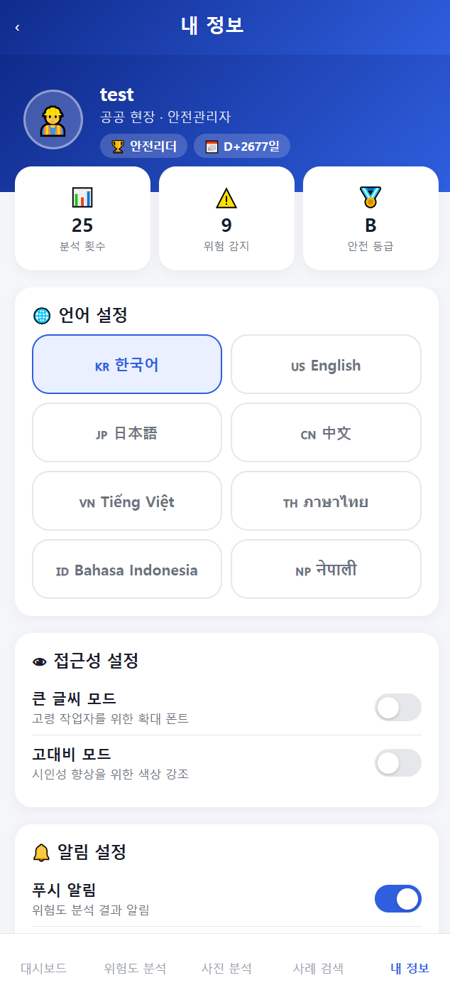 ‹
내 정보
test
공공 현장 · 안전관리자
🏆 안전리더
📅 D+2677일
📊
25
분석 횟수
⚠
9
위험 감지
🏅
B
안전 등급
🌐 언어 설정
KR 한국어
US English
JP 日本語
CN 中文
VN Tiếng Việt
TH ภาษาไทย
ID Bahasa Indonesia
NP नेपाली
👁 접근성 설정
큰 글씨 모드
고령 작업자를 위한 확대 폰트
고대비 모드
시인성 향상을 위한 색상 강조
🔔 알림 설정
푸시 알림
위험도 분석 결과 알림
대시보드
위험도 분석
사진 분석
사례 검색
내 정보